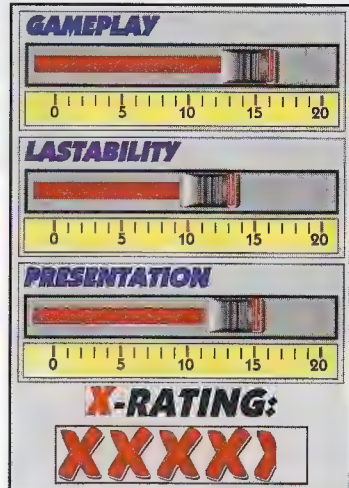 GAMEPLAY
0 5 10 15 20
LASTABILITY
0 5 10 15 20
PRESENTATION
0 5 10 15 20
X-RATING:
XXXX)